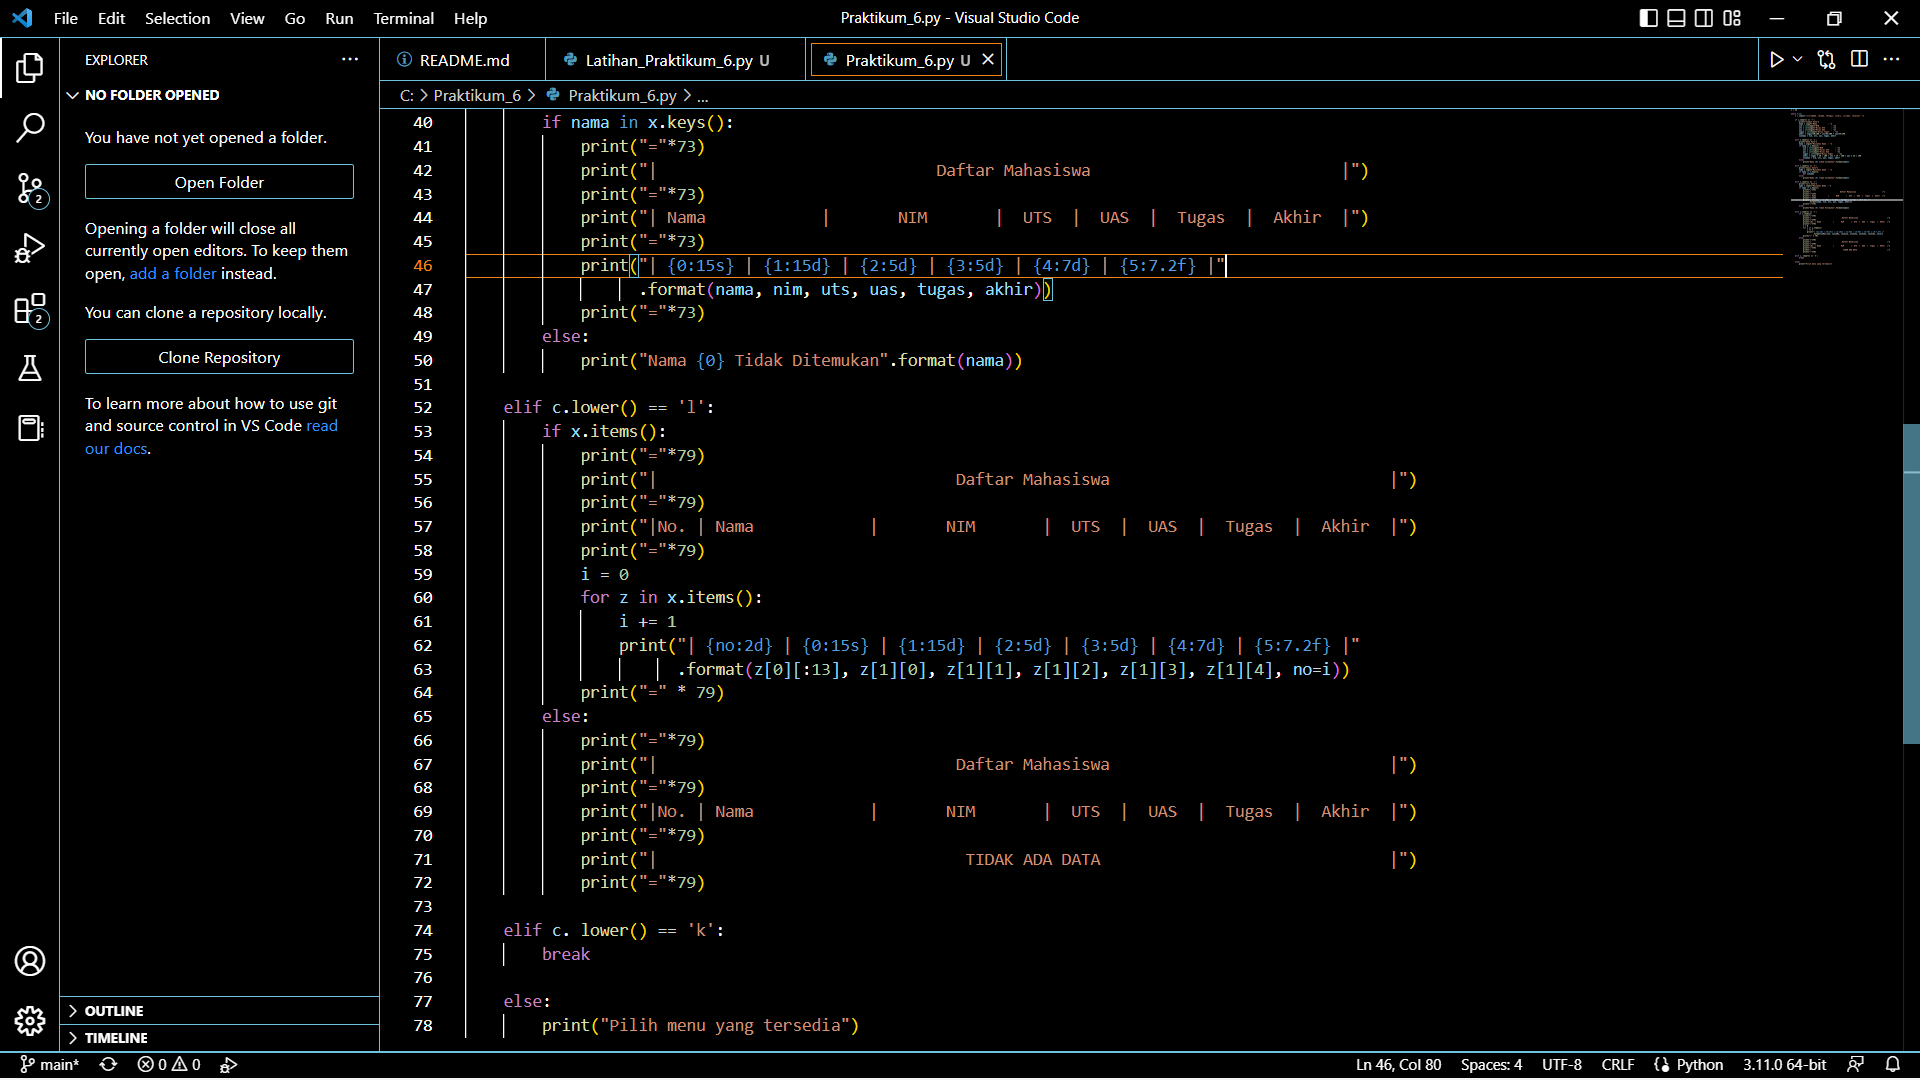 File Edit Selection View Go Run Terminal Help
Praktikum_6.py - Visual Studio Code
EXPLORER
NO FOLDER OPENED
You have not yet opened a folder.
Open Folder
Opening a folder will close all
currently open editors. To keep them
open, add a folder instead.
You can clone a repository locally.
Clone Repository
To learn more about how to use git
and source control in VS Code read
our docs.
OUTLINE
TIMELINE
2
2
README.md
Latihan_Praktikum_6.py U
Praktikum_6.py U
C: > Praktikum_6 > Praktikum_6.py > ...
40 if nama in x.keys():
41 print("="*73)
42 print("|                             Daftar Mahasiswa                          |")
43 print("="*73)
44 print("| Nama            |       NIM       |  UTS  |  UAS  |  Tugas  |  Akhir  |")
45 print("="*73)
46 print("| {0:15s} | {1:15d} | {2:5d} | {3:5d} | {4:7d} | {5:7.2f} |"
47 .format(nama, nim, uts, uas, tugas, akhir))
48 print("="*73)
49 else:
50 print("Nama {0} Tidak Ditemukan".format(nama))
51
52 elif c.lower() == 'l':
53 if x.items():
54 print("="*79)
55 print("|                               Daftar Mahasiswa                             |")
56 print("="*79)
57 print("|No. | Nama            |       NIM       |  UTS  |  UAS  |  Tugas  |  Akhir  |")
58 print("="*79)
59 i = 0
60 for z in x.items():
61 i += 1
62 print("| {no:2d} | {0:15s} | {1:15d} | {2:5d} | {3:5d} | {4:7d} | {5:7.2f} |"
63 .format(z[0][:13], z[1][0], z[1][1], z[1][2], z[1][3], z[1][4], no=i))
64 print("=" * 79)
65 else:
66 print("="*79)
67 print("|                               Daftar Mahasiswa                             |")
68 print("="*79)
69 print("|No. | Nama            |       NIM       |  UTS  |  UAS  |  Tugas  |  Akhir  |")
70 print("="*79)
71 print("|                                TIDAK ADA DATA                              |")
72 print("="*79)
73
74 elif c. lower() == 'k':
75 break
76
77 else:
78 print("Pilih menu yang tersedia")
main* 0 0
Ln 46, Col 80 Spaces: 4 UTF-8 CRLF Python 3.11.0 64-bit